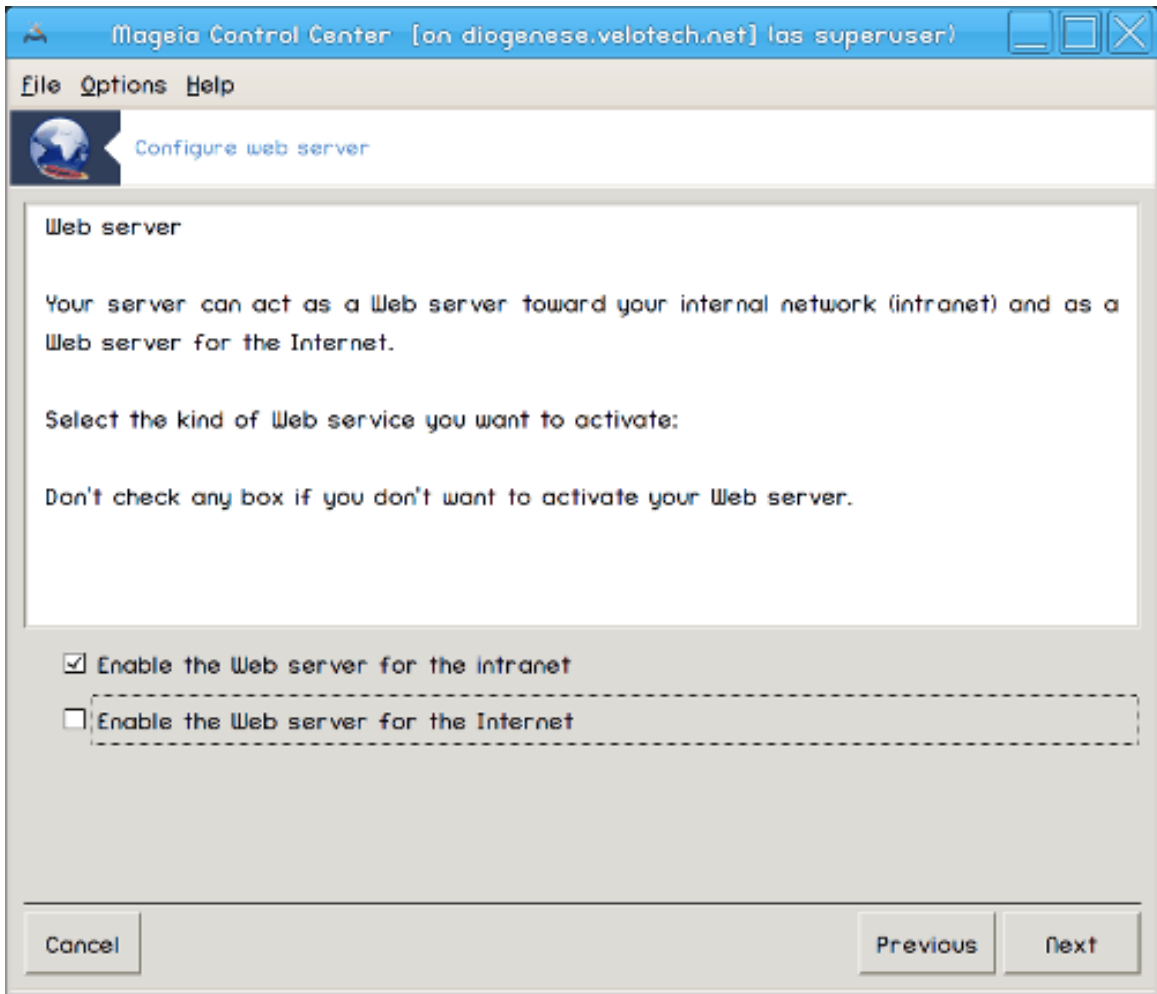 Mageia Control Center [on diogenese.velotech.net] (as superuser)
File Options Help
Configure web server
Web server
Your server can act as a Web server toward your internal network (intranet) and as a
Web server for the Internet.
Select the kind of Web service you want to activate:
Don't check any box if you don't want to activate your Web server.
Enable the Web server for the intranet
Enable the Web server for the Internet
Cancel Previous Next